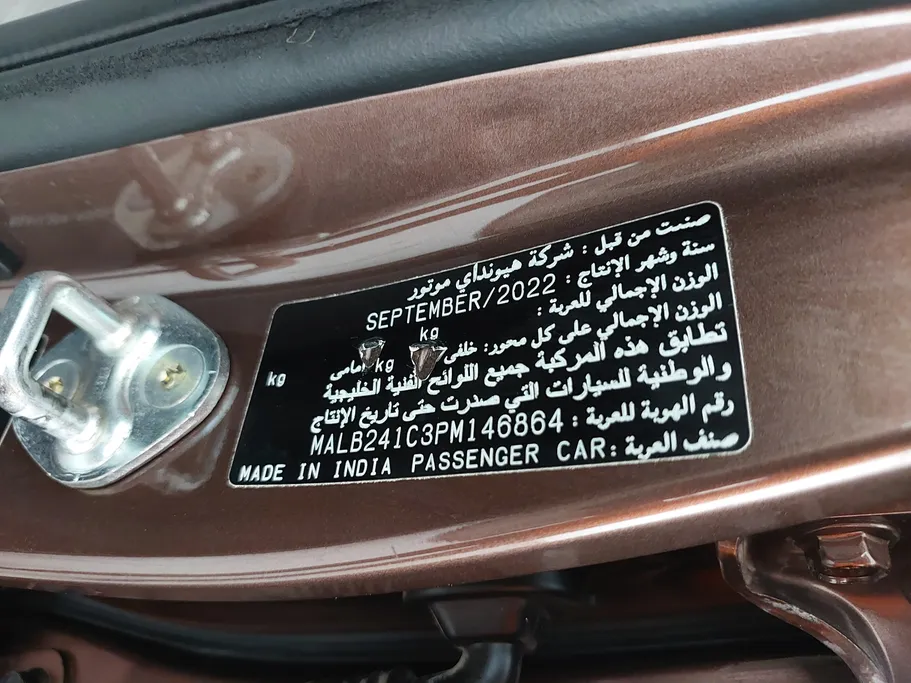 صنعت من قبل : شركة هيونداي موتور
سنة وشهر الإنتاج : SEPTEMBER/2022
الوزن الإجمالي للعربة : kg
الوزن الإجمالي على كل محور: خلفى kg أمامى kg
تطابق هذه المركبة جميع اللوائح الفنية الخليجية
والوطنية للسيارات التي صدرت حتى تاريخ الإنتاج
رقم الهوية للعربة : MALB241C3PM146864
صنف العربة : PASSENGER CAR MADE IN INDIA